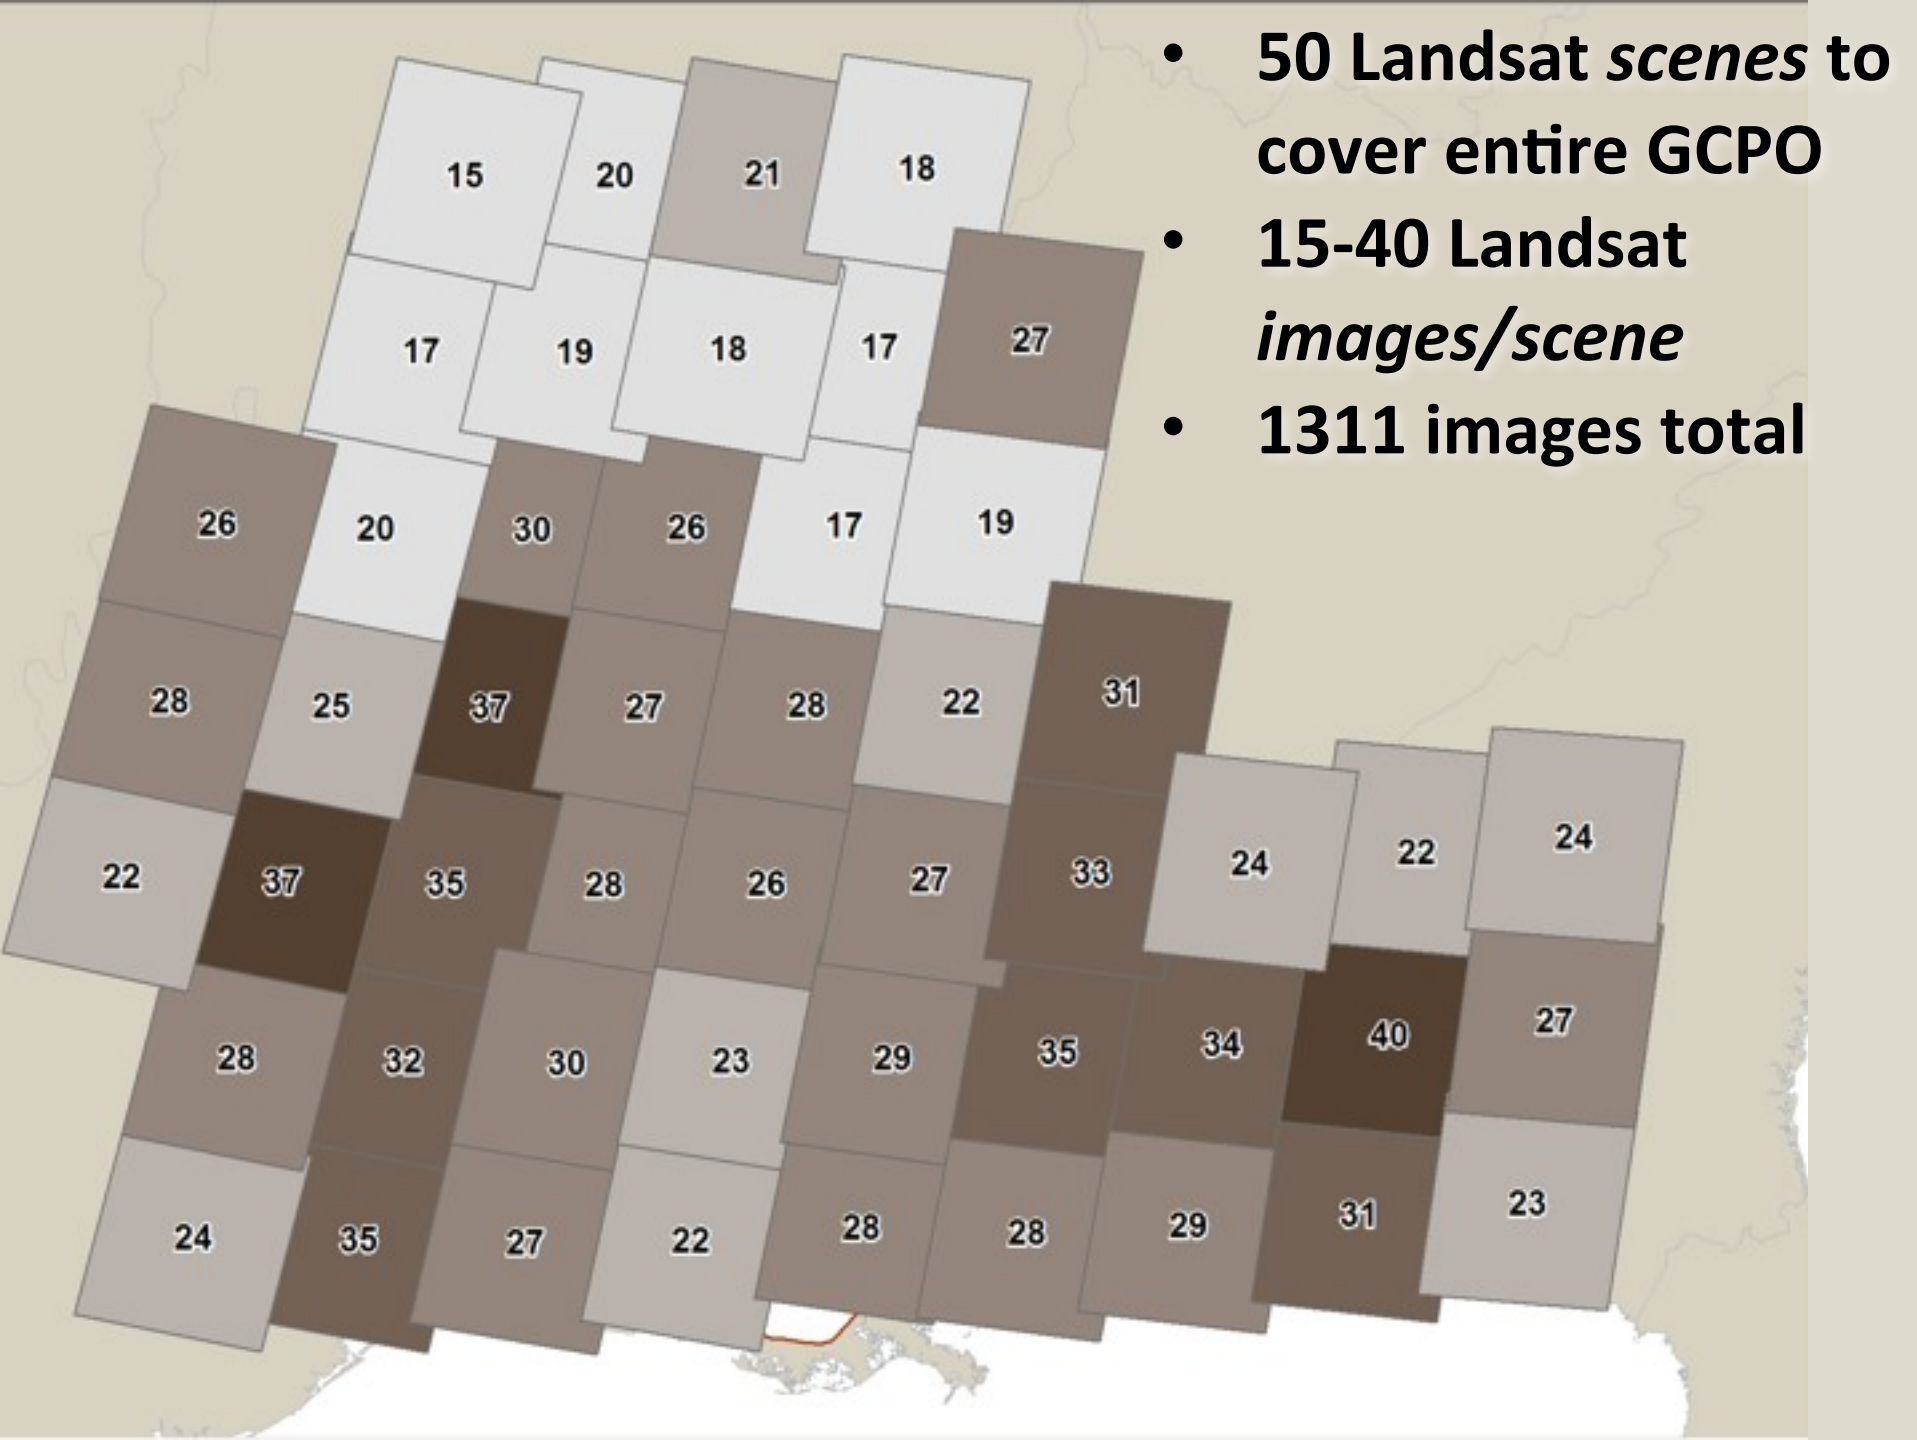 • 50 Landsat scenes to
cover entire GCPO
• 15-40 Landsat
images/scene
• 1311 images total
15 20 21 18
17 19 18 17 27
26 20 30 26 17 19
28 25 37 27 28 22 31
22 37 35 28 26 27 33 24 22 24
28 32 30 23 29 35 34 40 27
24 35 27 22 28 28 29 31 23